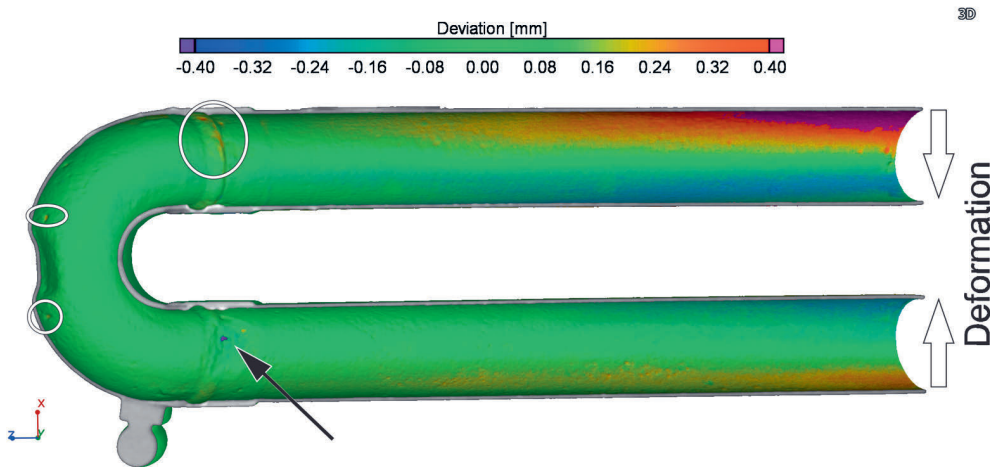 3D
Deviation [mm]
-0.40 -0.32 -0.24 -0.16 -0.08 0.00 0.08 0.16 0.24 0.32 0.40
Deformation
X
Z Y